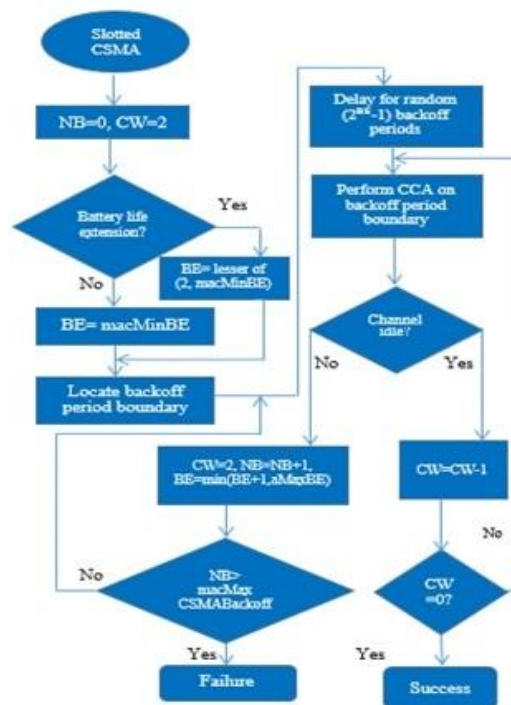 Slotted
CSMA
NB=0, CW=2
Battery life
extension?
Yes
No
BE= lesser of
(2, macMinBE)
BE= macMinBE
Locate backoff
period boundary
Delay for random
(2^BE-1) backoff
periods
Perform CCA on
backoff period
boundary
Channel
idle?
No
Yes
CW=2, NB=NB+1,
BE=min(BE+1,aMaxBE)
CW=CW-1
NB>
macMax
CSMABackoff
No
Yes
Failure
No
CW
=0?
Yes
Success